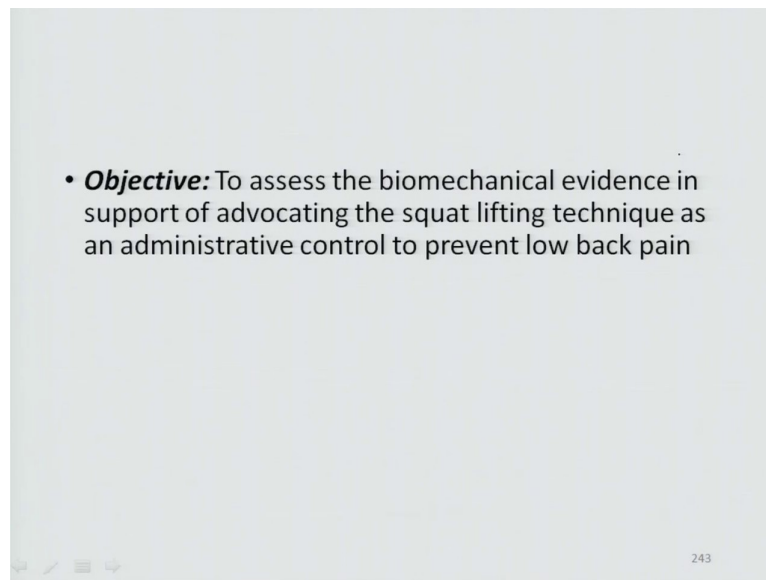 • Objective: To assess the biomechanical evidence in
support of advocating the squat lifting technique as
an administrative control to prevent low back pain
243